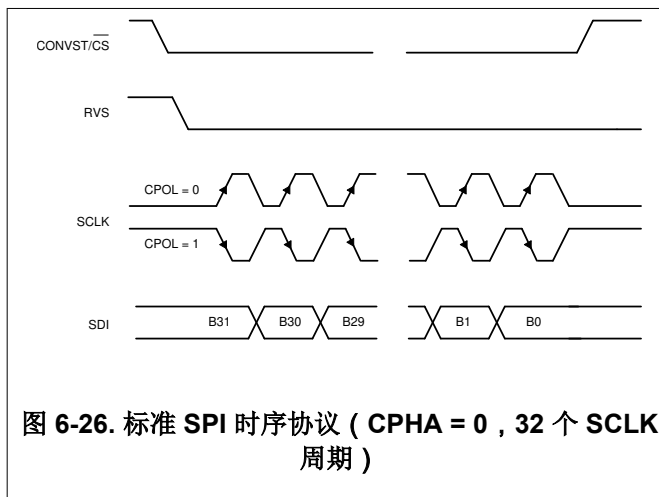 CONVST/CS
RVS
CPOL = 0
SCLK
CPOL = 1
SDI
B31 B30 B29 B1 B0
图 6-26. 标准 SPI 时序协议（CPHA = 0，32 个 SCLK
周期）